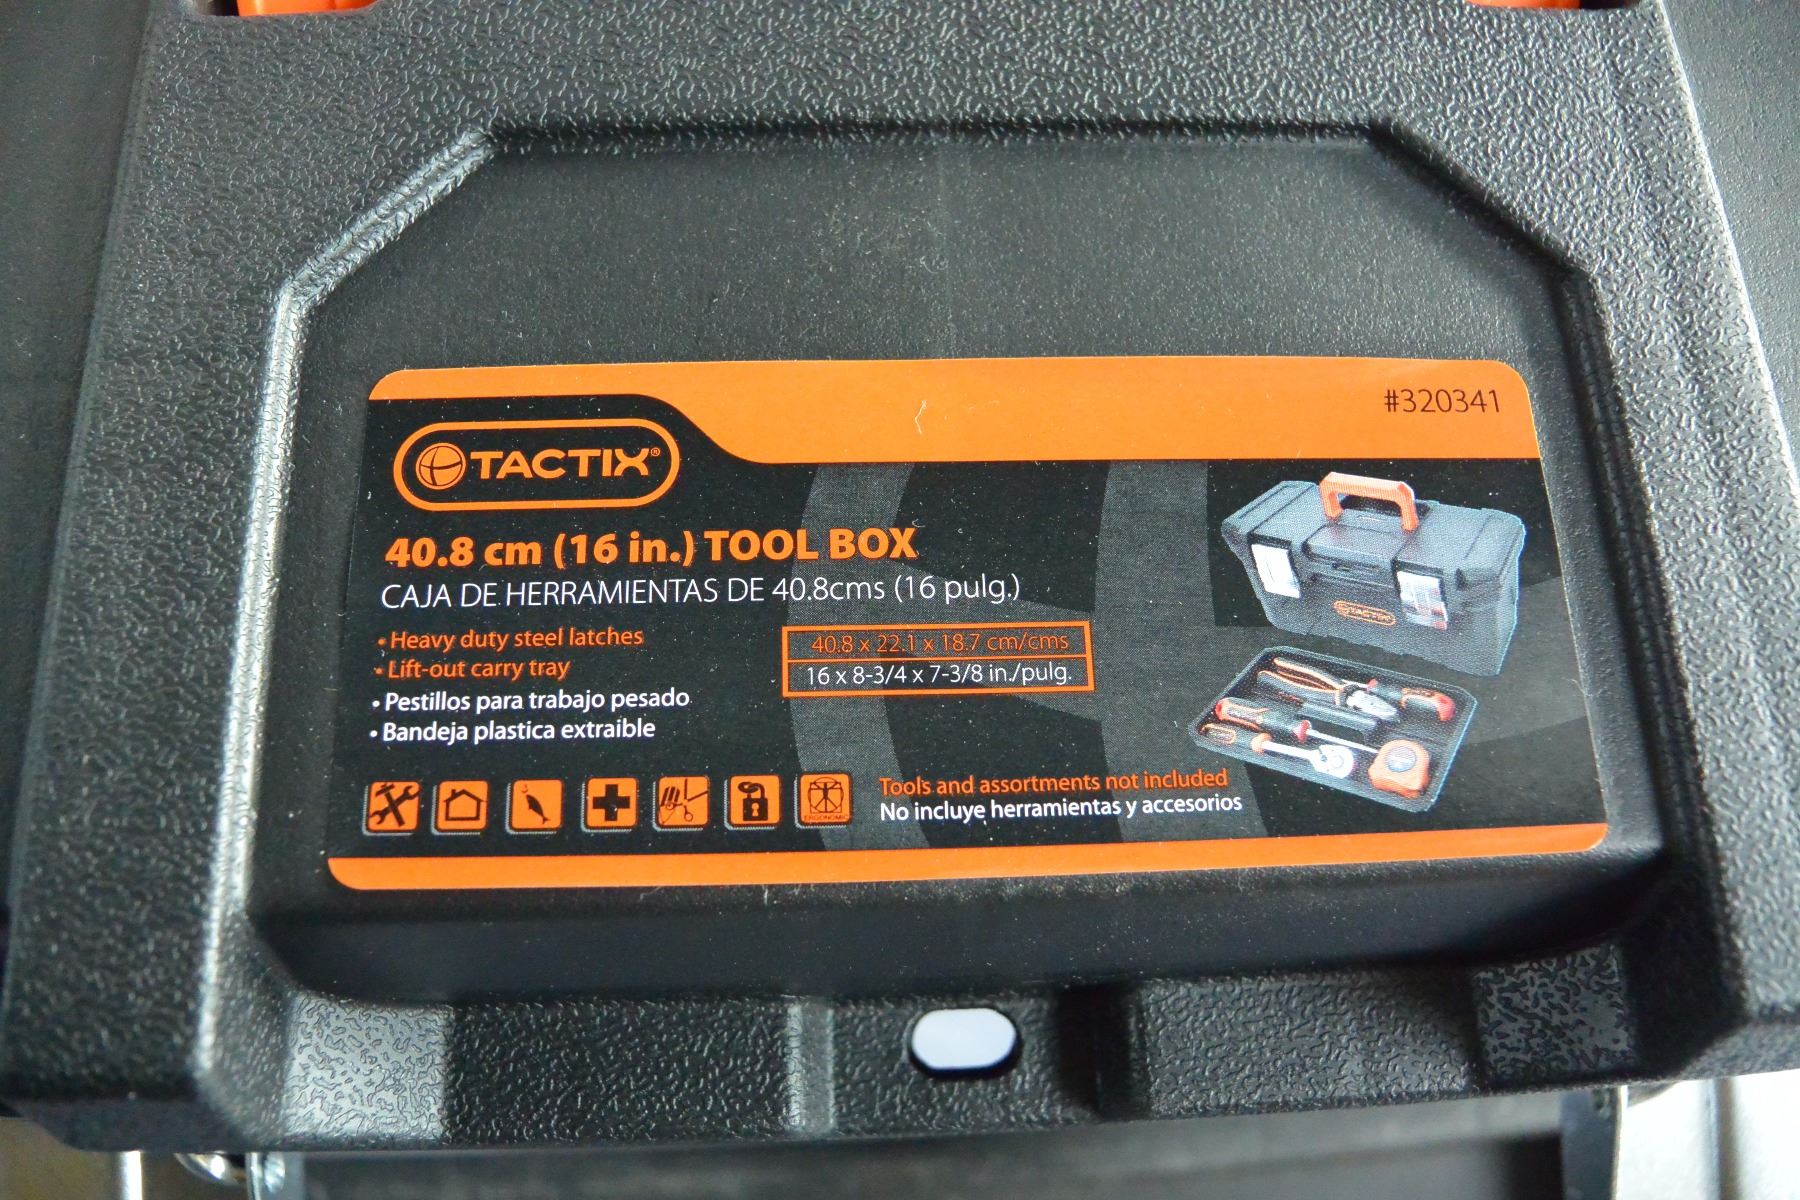 #320341
TACTIX®
40.8 cm (16 in.) TOOL BOX
CAJA DE HERRAMIENTAS DE 40.8cms (16 pulg.)
• Heavy duty steel latches
• Lift-out carry tray
• Pestillos para trabajo pesado
• Bandeja plastica extraible
40.8 x 22.1 x 18.7 cm/cms
16 x 8-3/4 x 7-3/8 in./pulg.
TACTIX
ERGONOMIC
Tools and assortments not included
No incluye herramientas y accesorios